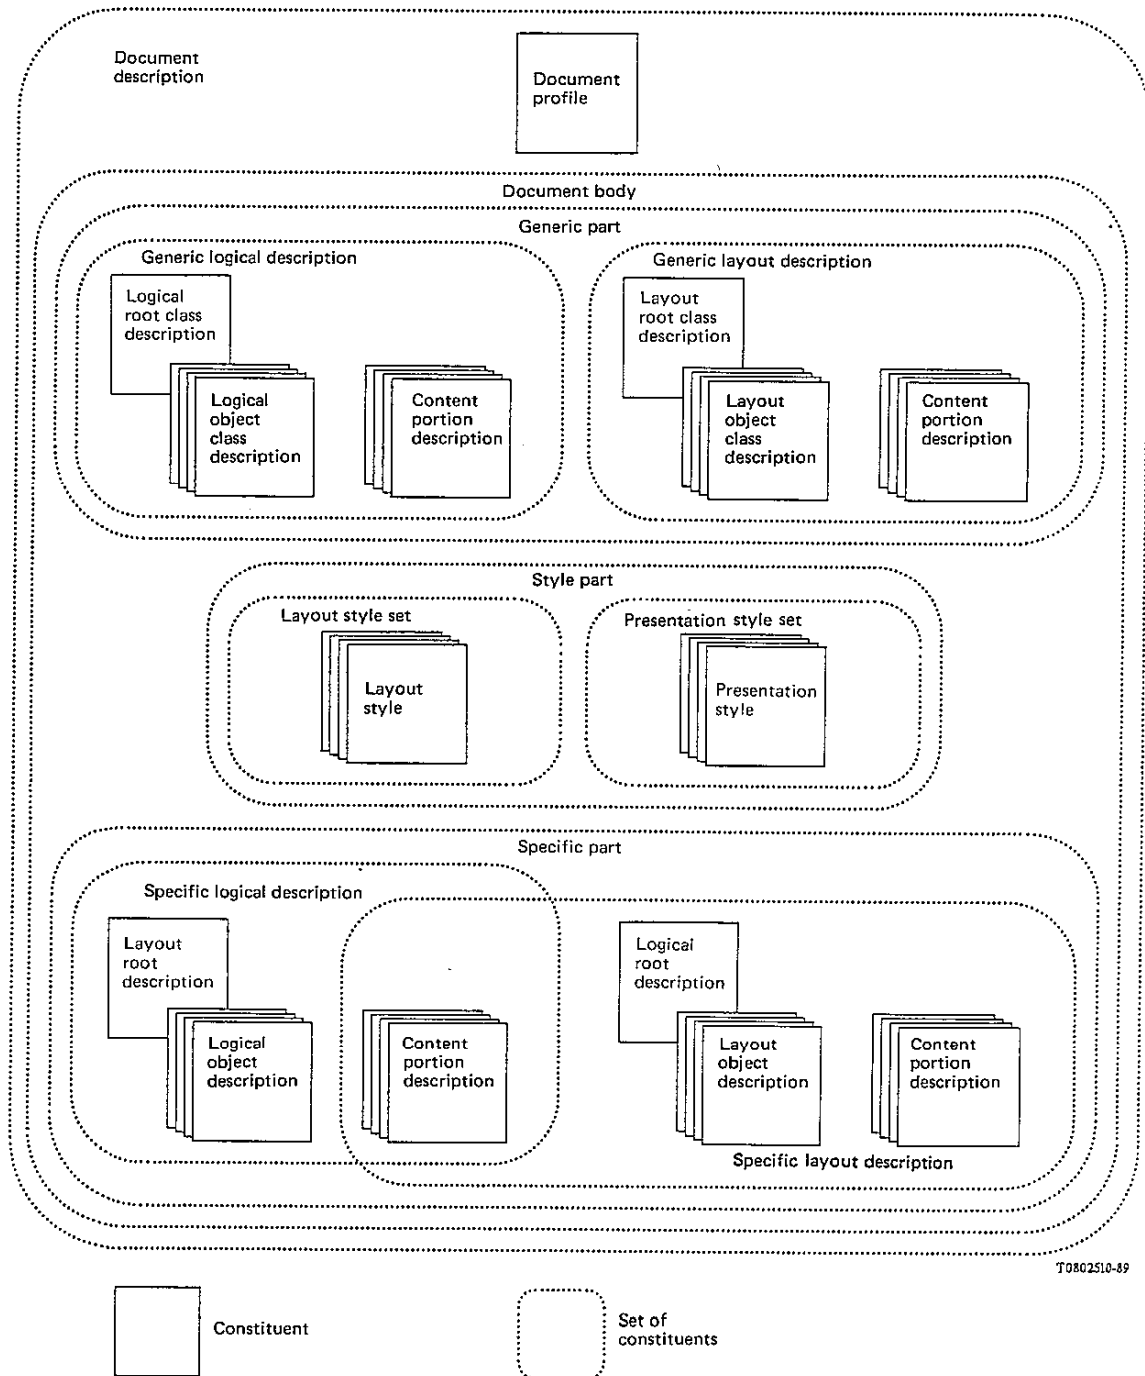 Document
description
Document
profile
Document body
Generic part
Generic logical description
Logical
root class
description
Logical
object
class
description
Content
portion
description
Generic layout description
Layout
root class
description
Layout
object
class
description
Content
portion
description
Style part
Layout style set
Layout
style
Presentation style set
Presentation
style
Specific part
Specific logical description
Layout
root
description
Logical
object
description
Content
portion
description
Logical
root
description
Layout
object
description
Content
portion
description
Specific layout description
T0802510-89
Constituent
Set of
constituents